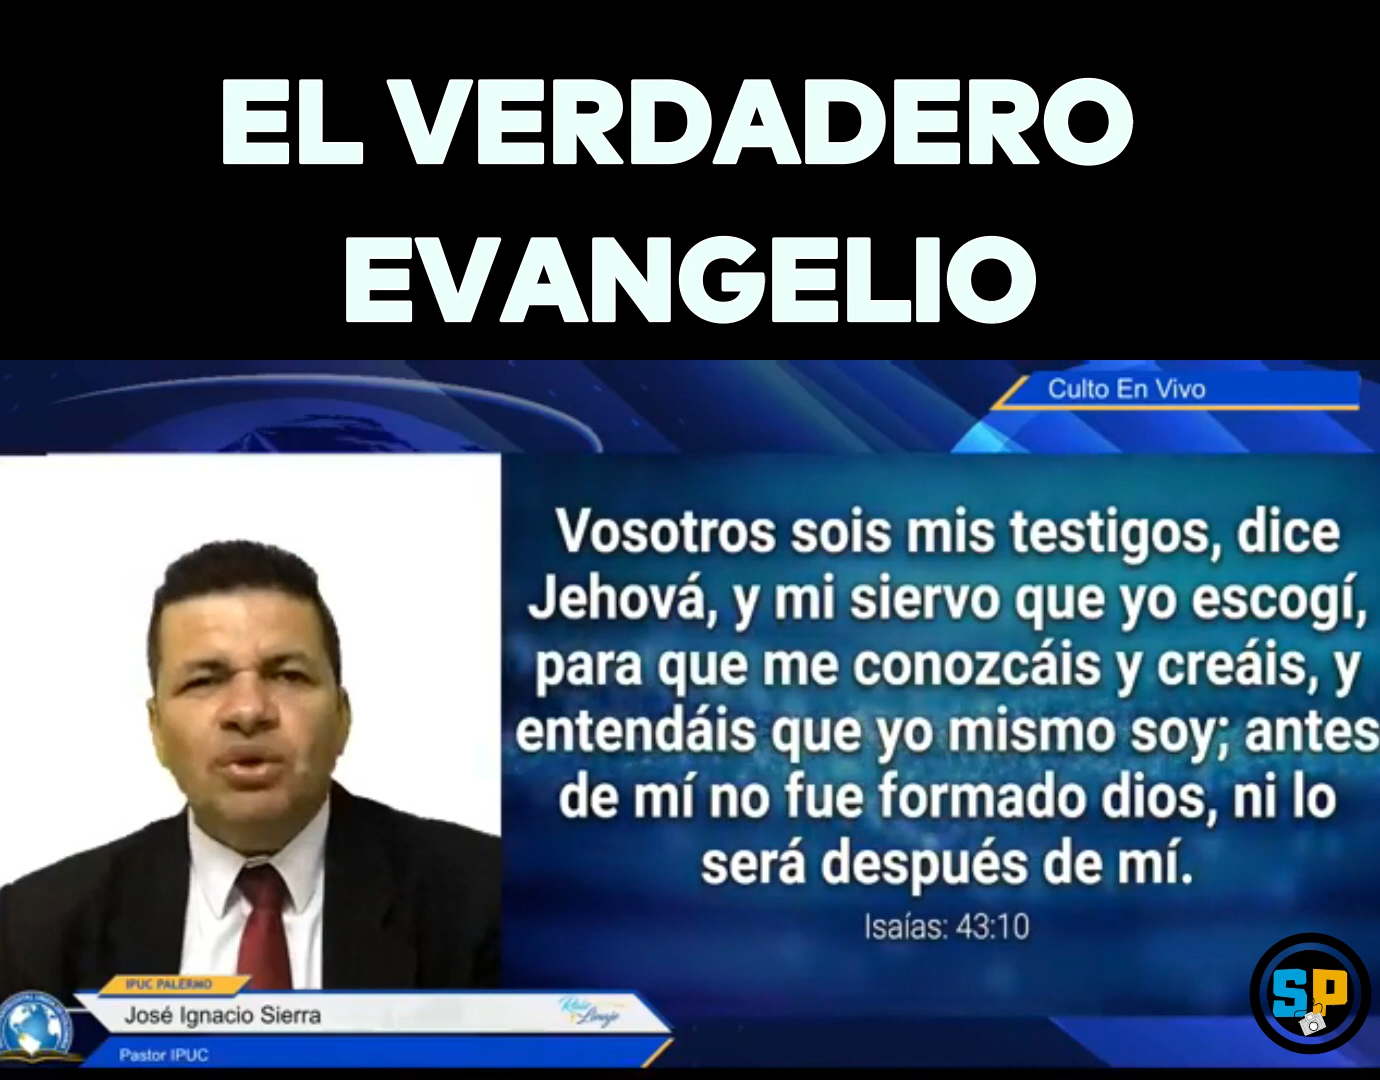 EL VERDADERO
EVANGELIO
Culto En Vivo
Vosotros sois mis testigos, dice
Jehová, y mi siervo que yo escogí,
para que me conozcáis y creáis, y
entendáis que yo mismo soy; antes
de mí no fue formado dios, ni lo
será después de mí.
Isaías: 43:10
IPUC PALERMO
José Ignacio Sierra
Pastor IPUC
SP